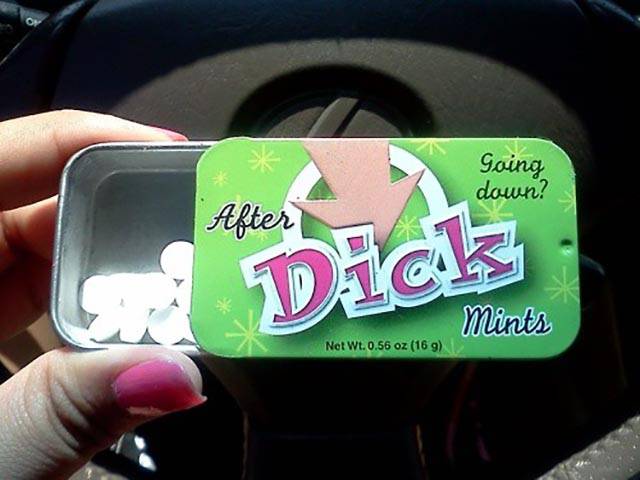 Going
down?
After
Dick
Mints
Net Wt. 0.56 oz (16 g)